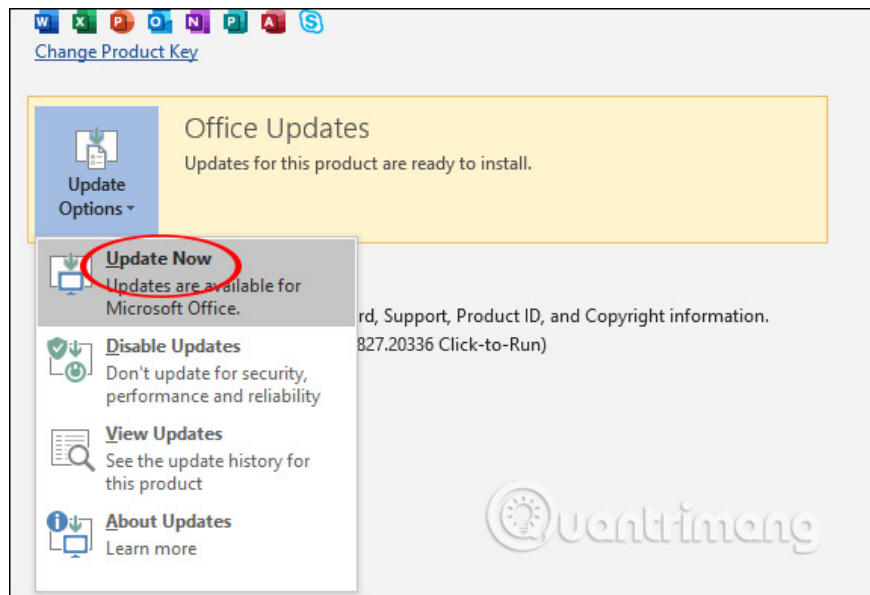 Change Product Key
Office Updates
Updates for this product are ready to install.
Update
Options
Update Now
Updates are available for
Microsoft Office.
rd, Support, Product ID, and Copyright information.
Disable Updates
827.20336 Click-to-Run)
Don't update for security,
performance and reliability
View Updates
See the update history for
this product
About Updates
Learn more
Quantrimang